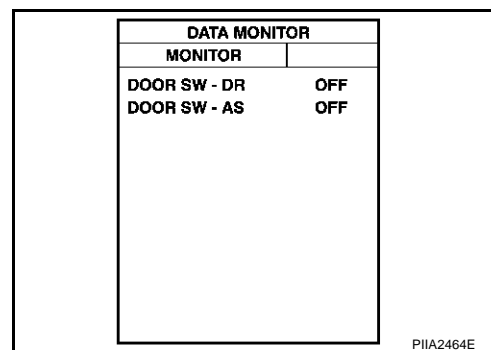 DATA MONITOR
MONITOR
DOOR SW - DR OFF
DOOR SW - AS OFF
PIIA2464E